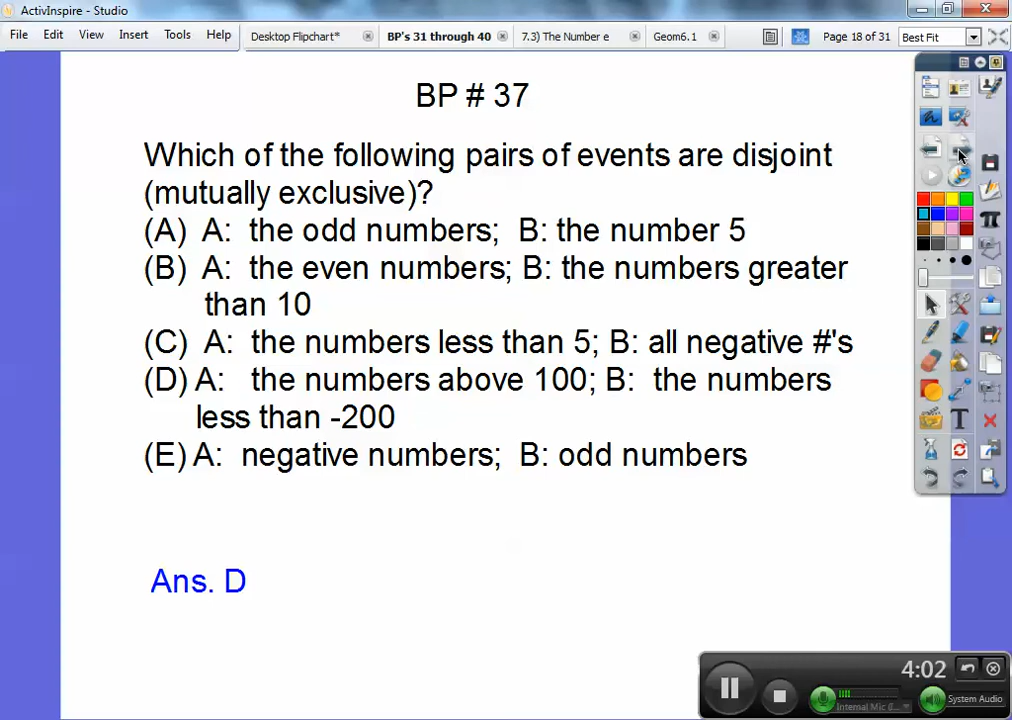 ActivInspire - Studio
File Edit View Insert Tools Help
Desktop Flipchart* BP's 31 through 40 7.3) The Number e Geom6.1 Page 18 of 31 Best Fit
BP # 37
Which of the following pairs of events are disjoint
(mutually exclusive)?
(A) A: the odd numbers; B: the number 5
(B) A: the even numbers; B: the numbers greater
than 10
(C) A: the numbers less than 5; B: all negative #'s
(D) A: the numbers above 100; B: the numbers
less than -200
(E) A: negative numbers; B: odd numbers
Ans. D
4:02
Internal Mic (I... System Audio